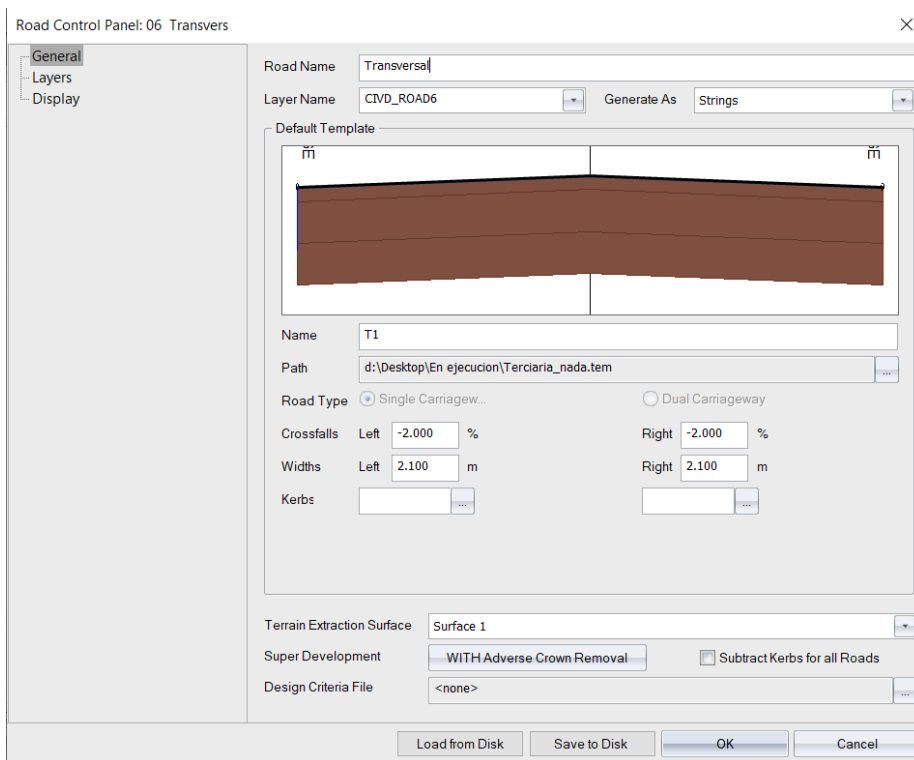 Road Control Panel: 06 Transvers
General
Layers
Display
Road Name Transversal
Layer Name CIVD_ROAD6 Generate As Strings
Default Template
Name T1
Path d:\Desktop\En ejecucion\Terciaria_nada.tem ...
Road Type Single Carriagew... Dual Carriageway
Crossfalls Left -2.000 % Right -2.000 %
Widths Left 2.100 m Right 2.100 m
Kerbs ... ...
Terrain Extraction Surface Surface 1
Super Development WITH Adverse Crown Removal Subtract Kerbs for all Roads
Design Criteria File <none> ...
Load from Disk Save to Disk OK Cancel